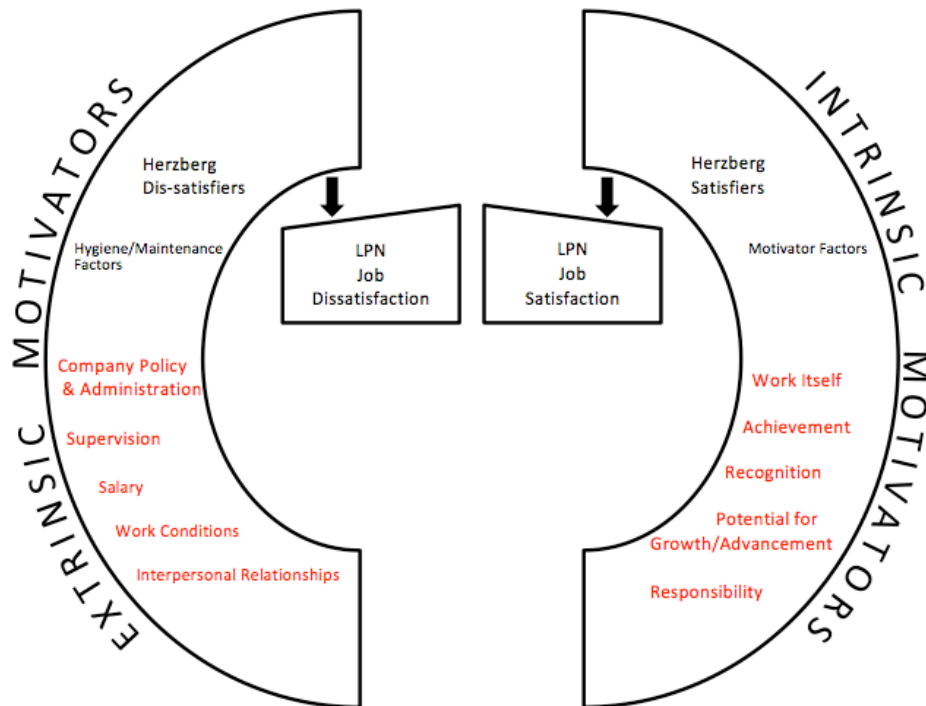 EXTRINSIC MOTIVATORS
Herzberg
Dis-satisfiers
Hygiene/Maintenance
Factors
Company Policy
& Administration
Supervision
Salary
Work Conditions
Interpersonal Relationships
LPN
Job
Dissatisfaction
LPN
Job
Satisfaction
INTRINSIC MOTIVATORS
Herzberg
Satisfiers
Motivator Factors
Work Itself
Achievement
Recognition
Potential for
Growth/Advancement
Responsibility